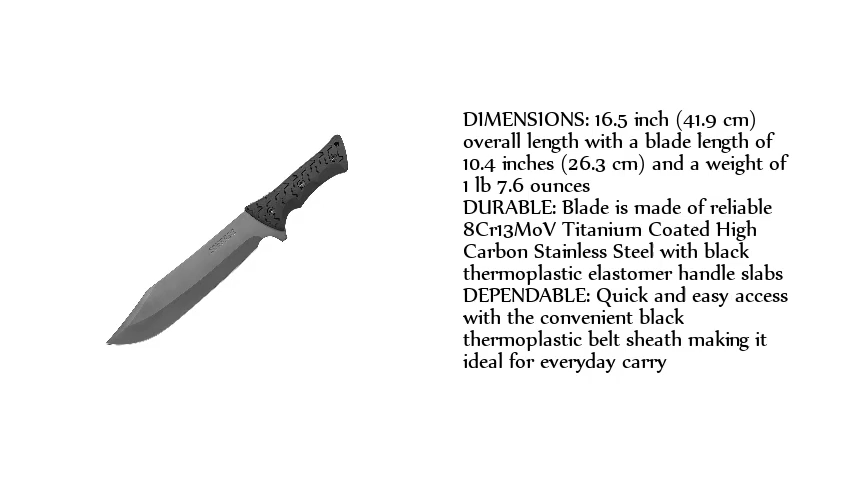 DIMENSIONS: 16.5 inch (41.9 cm)
overall length with a blade length of
10.4 inches (26.3 cm) and a weight of
1 lb 7.6 ounces
DURABLE: Blade is made of reliable
8Cr13MoV Titanium Coated High
Carbon Stainless Steel with black
thermoplastic elastomer handle slabs
DEPENDABLE: Quick and easy access
with the convenient black
thermoplastic belt sheath making it
ideal for everyday carry